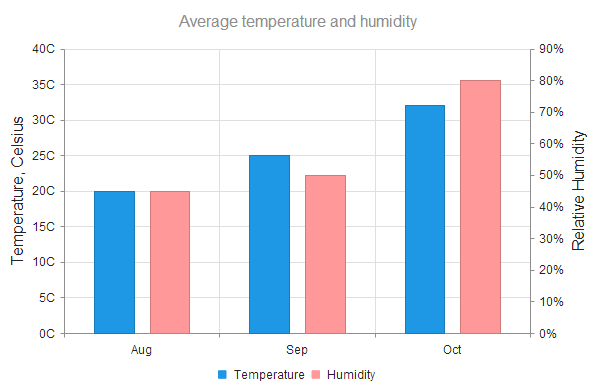 Average temperature and humidity
Temperature, Celsius
40C
35C
30C
25C
20C
15C
10C
5C
0C
90%
80%
70%
60%
50%
40%
30%
20%
10%
0%
Relative Humidity
Aug Sep Oct
Temperature Humidity